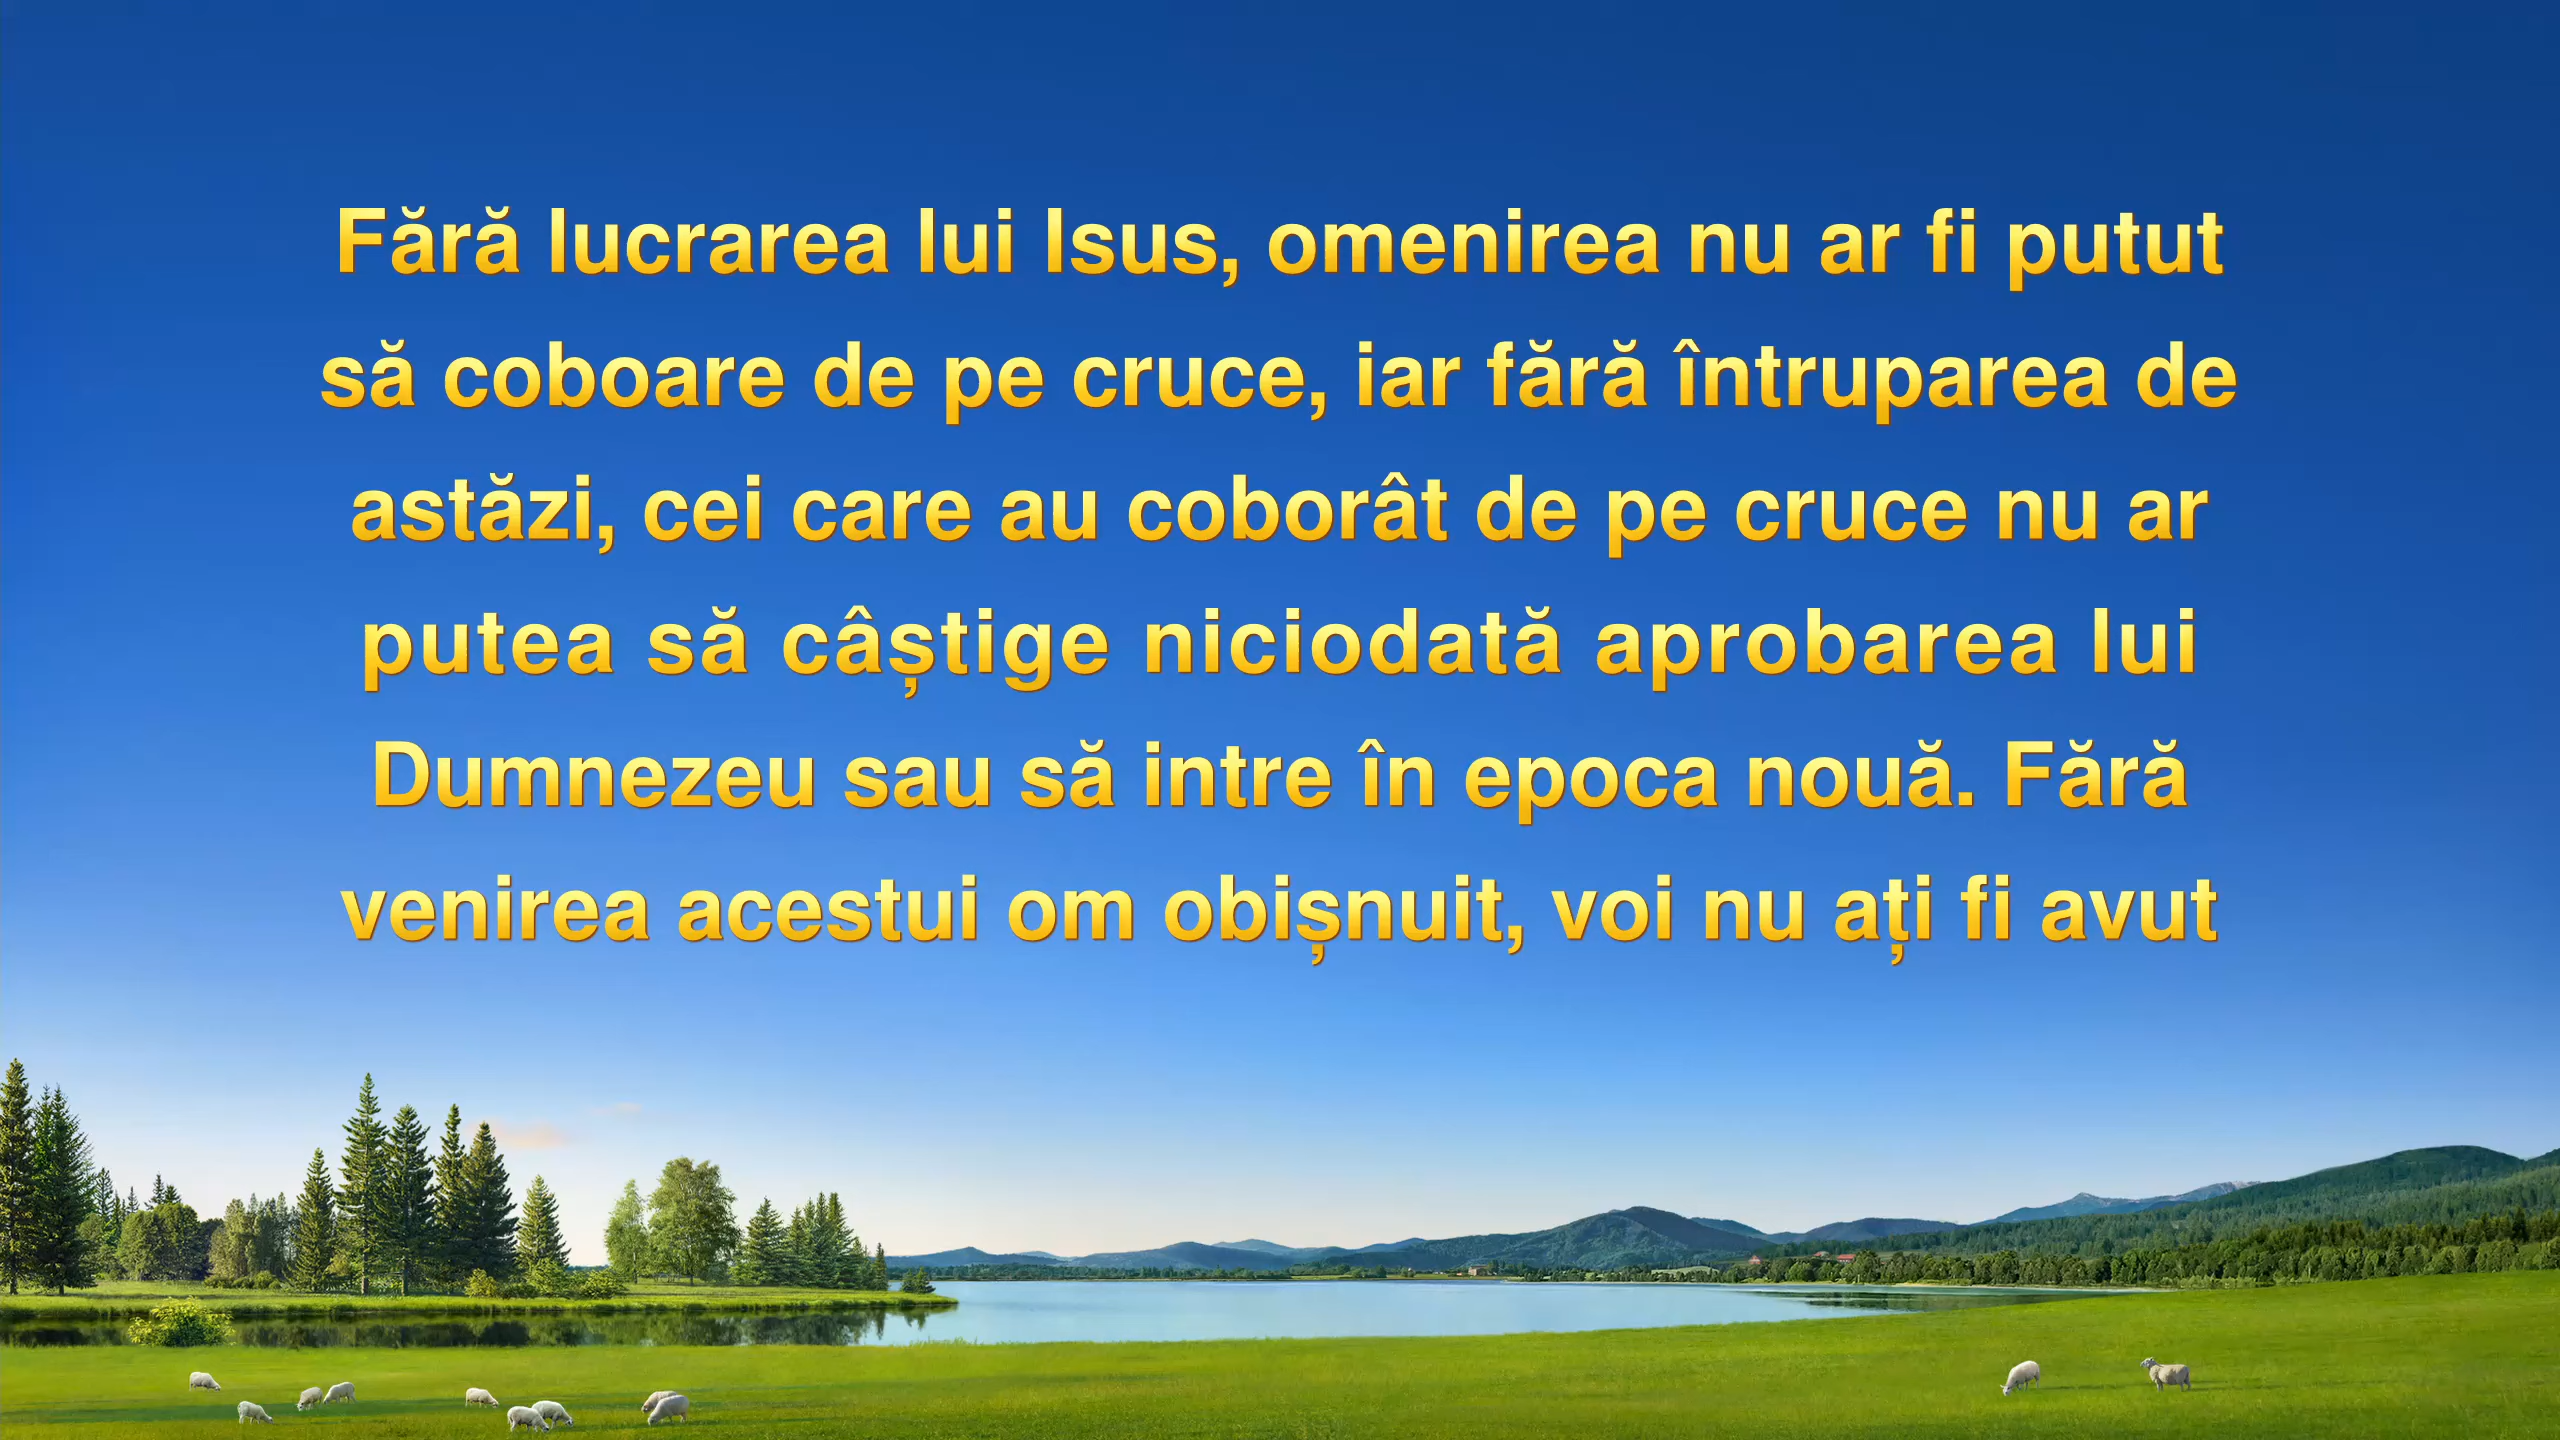 Fără lucrarea lui Isus, omenirea nu ar fi putut
să coboare de pe cruce, iar fără întruparea de
astăzi, cei care au coborât de pe cruce nu ar
putea să câștige niciodată aprobarea lui
Dumnezeu sau să intre în epoca nouă. Fără
venirea acestui om obișnuit, voi nu ați fi avut